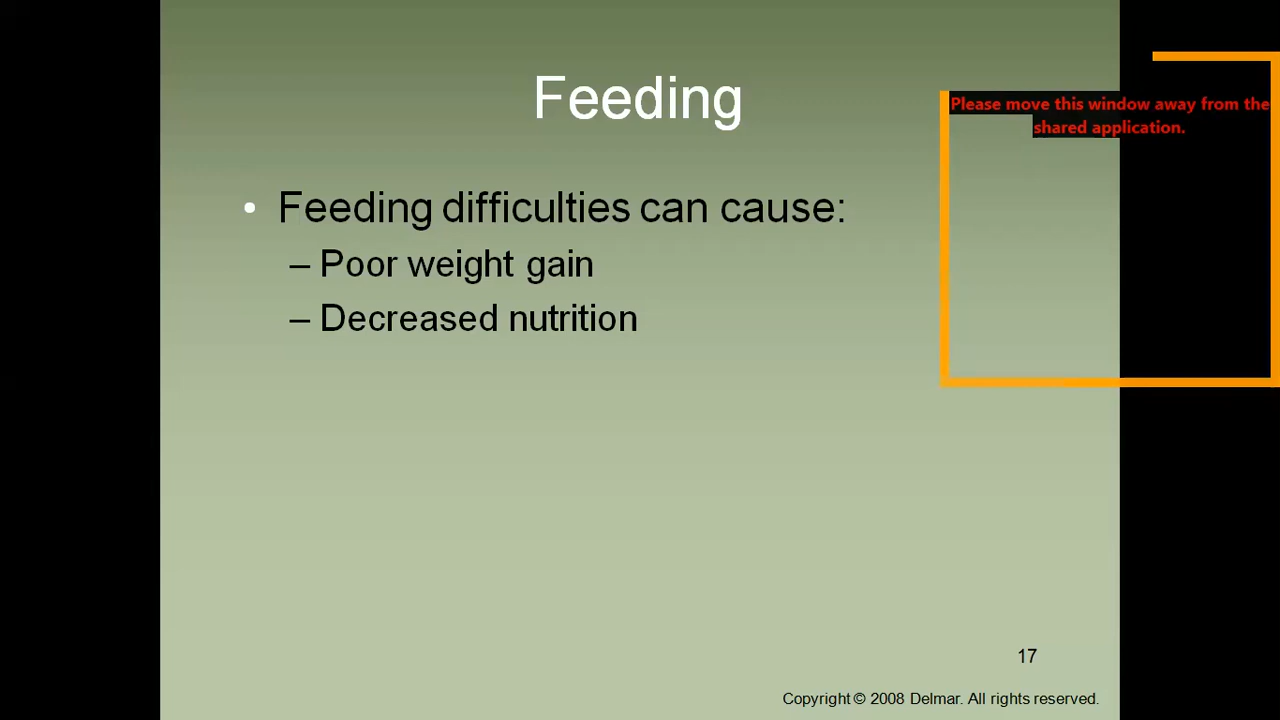 Feeding
Please move this window away from the
shared application.
• Feeding difficulties can cause:
– Poor weight gain
– Decreased nutrition
17
Copyright © 2008 Delmar. All rights reserved.